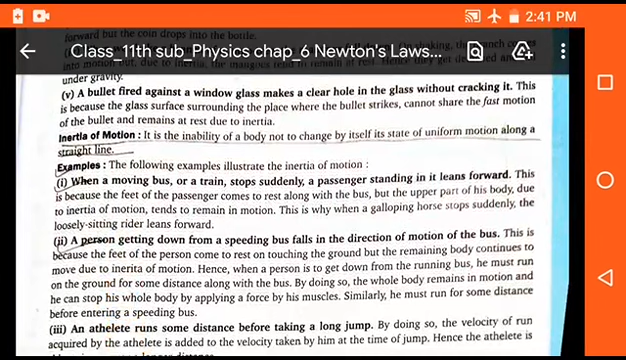 2:41 PM
forward but the coin drops into the bottle.
Class_11th sub_Physics chap_6 Newton's Laws...
under gravity.
(v) A bullet fired against a window glass makes a clear hole in the glass without cracking it. This
is because the glass surface surrounding the place where the bullet strikes, cannot share the fast motion
of the bullet and remains at rest due to inertia.
Inertia of Motion : It is the inability of a body not to change by itself its state of uniform motion along a
straight line.
Examples : The following examples illustrate the inertia of motion :
(i) When a moving bus, or a train, stops suddenly, a passenger standing in it leans forward. This
is because the feet of the passenger comes to rest along with the bus, but the upper part of his body, due
to inertia of motion, tends to remain in motion. This is why when a galloping horse stops suddenly, the
loosely-sitting rider leans forward.
(ii) A person getting down from a speeding bus falls in the direction of motion of the bus. This is
because the feet of the person come to rest on touching the ground but the remaining body continues to
move due to inerita of motion. Hence, when a person is to get down from the running bus, he must run
on the ground for some distance along with the bus. By doing so, the whole body remains in motion and
he can stop his whole body by applying a force by his muscles. Similarly, he must run for some distance
before entering a speeding bus.
(iii) An athelete runs some distance before taking a long jump. By doing so, the velocity of run
acquired by the athelete is added to the velocity taken by him at the time of jump. Hence the athelete is